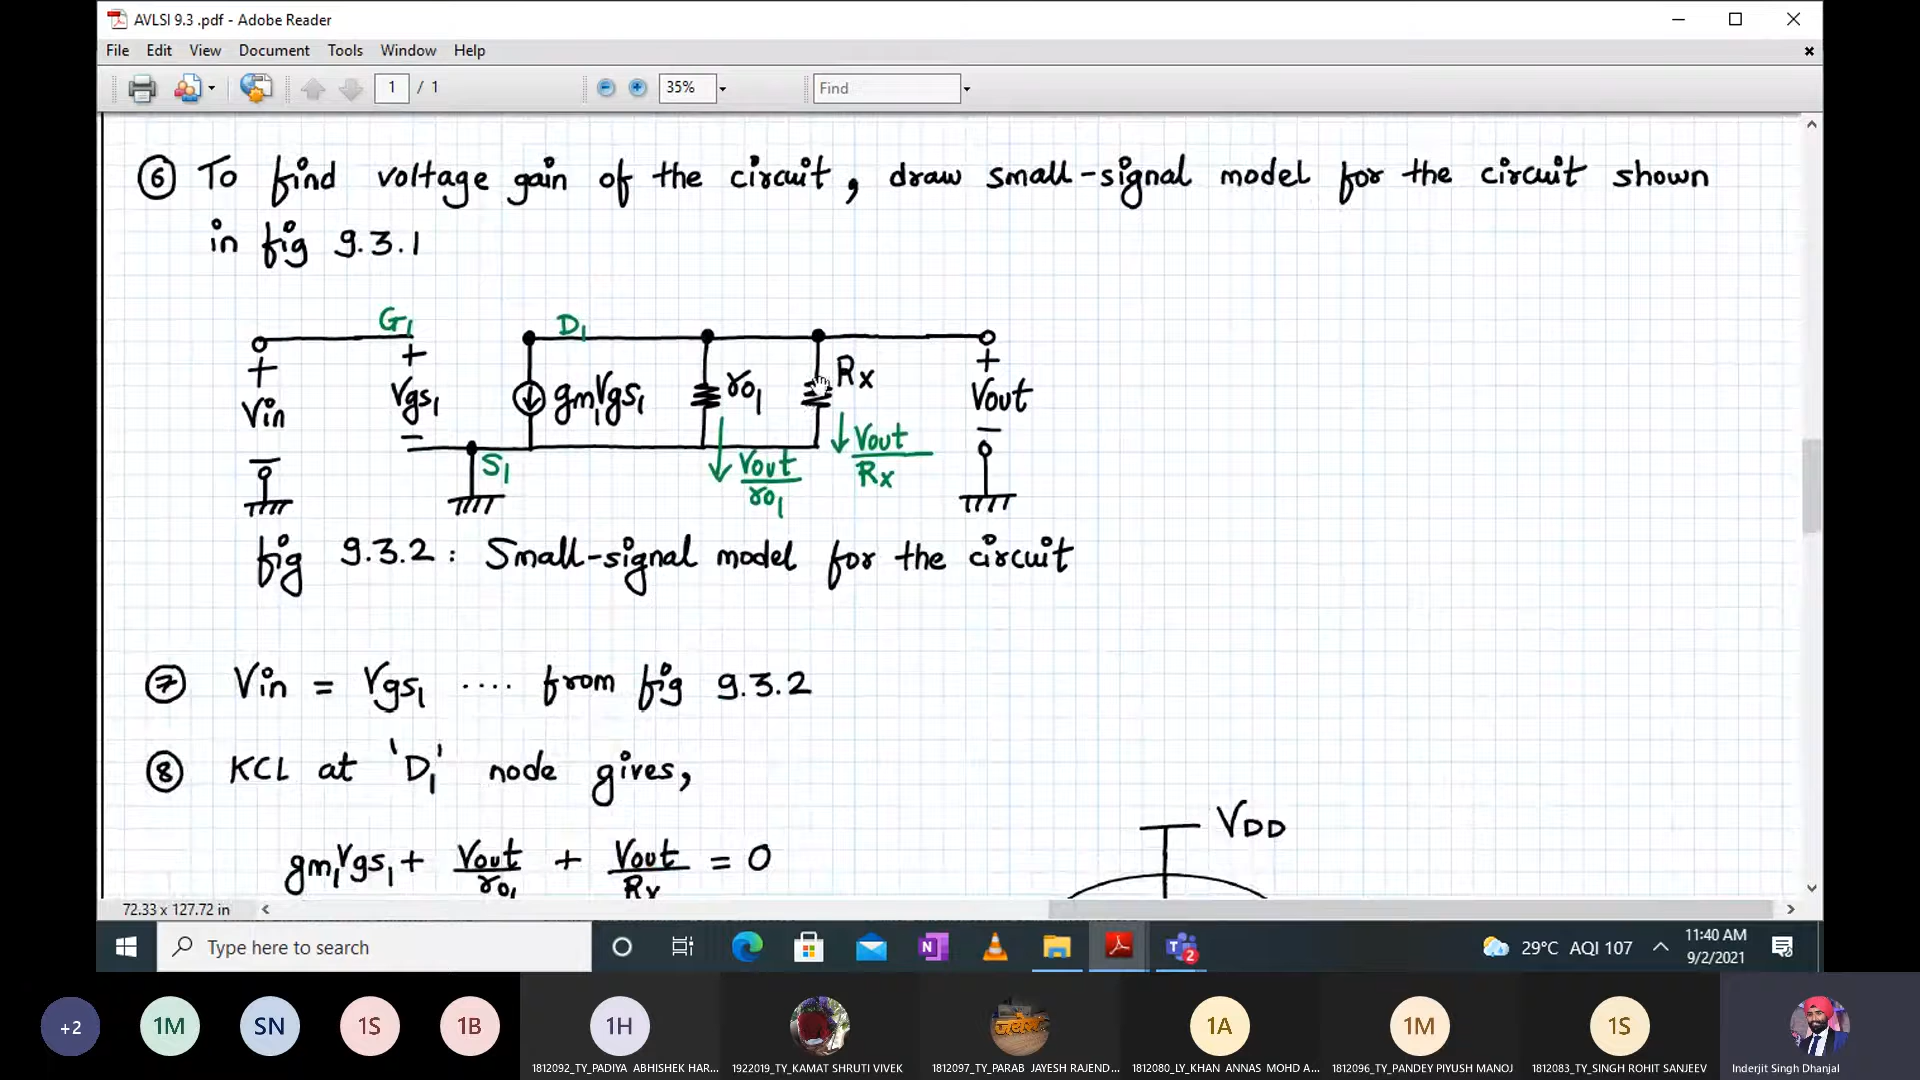 AVLSI 9.3 .pdf - Adobe Reader
File Edit View Document Tools Window Help
1 / 1
35%
Find
6 To find voltage gain of the circuit, draw small-signal model for the circuit shown
in fig 9.3.1
G1
D1
+ Vin -
+ Vgs1 -
gm1Vgs1
ro1
Rx
+ Vout -
S1
Vout/ro1
Vout/Rx
fig 9.3.2 : Small-signal model for the circuit
7 Vin = Vgs1 .... from fig 9.3.2
8 KCL at 'D1' node gives,
VDD
gm1Vgs1 + Vout/ro1 + Vout/Rx = 0
72.33 x 127.72 in
Type here to search
2
29°C AQI 107
11:40 AM
9/2/2021
+2 1M SN 1S 1B 1H 1A 1M 1S
1812092_TY_PADIYA ABHISHEK HAR...
1922019_TY_KAMAT SHRUTI VIVEK
1812097_TY_PARAB JAYESH RAJEND...
1812080_LY_KHAN ANNAS MOHD A...
1812096_TY_PANDEY PIYUSH MANOJ
1812083_TY_SINGH ROHIT SANJEEV
Inderjit Singh Dhanjal